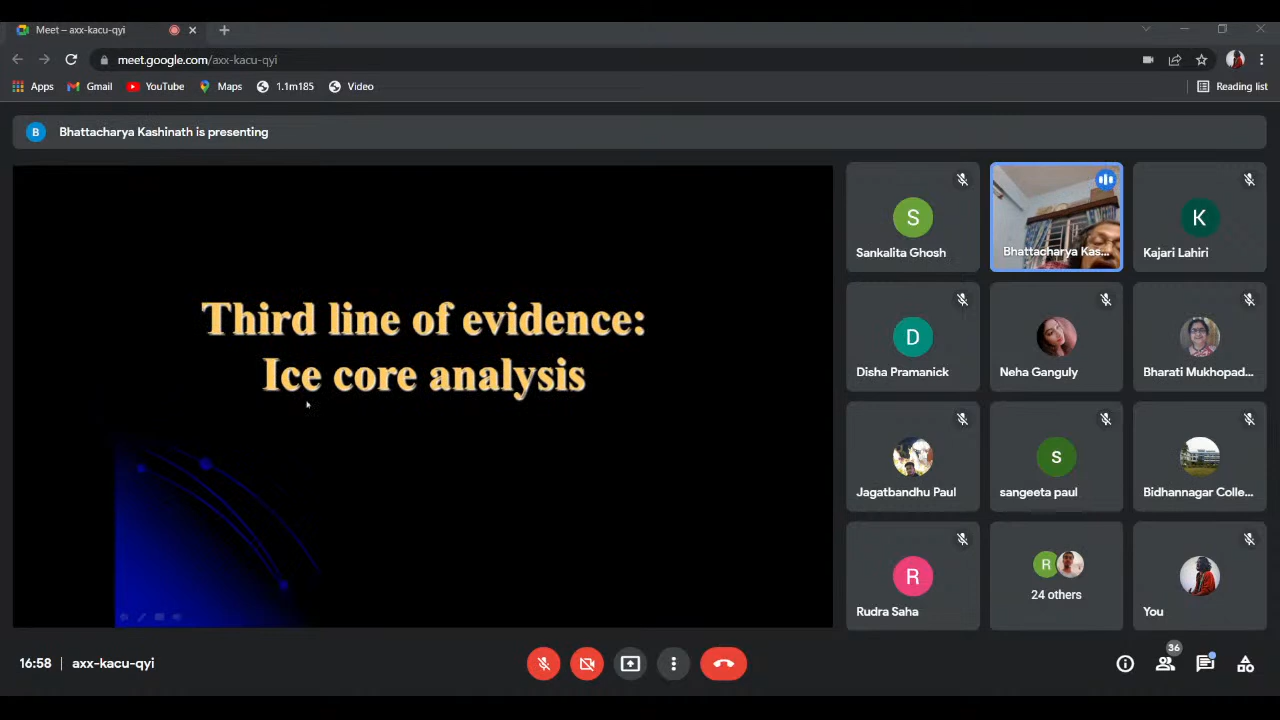 Meet – axx-kacu-qyi
meet.google.com/axx-kacu-qyi
Apps Gmail YouTube Maps 1.1m185 Video Reading list
B Bhattacharya Kashinath is presenting
Third line of evidence:
Ice core analysis
S
Sankalita Ghosh
Bhattacharya Kas...
K
Kajari Lahiri
D
Disha Pramanick
Neha Ganguly
Bharati Mukhopad...
Jagatbandhu Paul
s
sangeeta paul
Bidhannagar Colle...
R
Rudra Saha
R
24 others
You
16:58 | axx-kacu-qyi
36